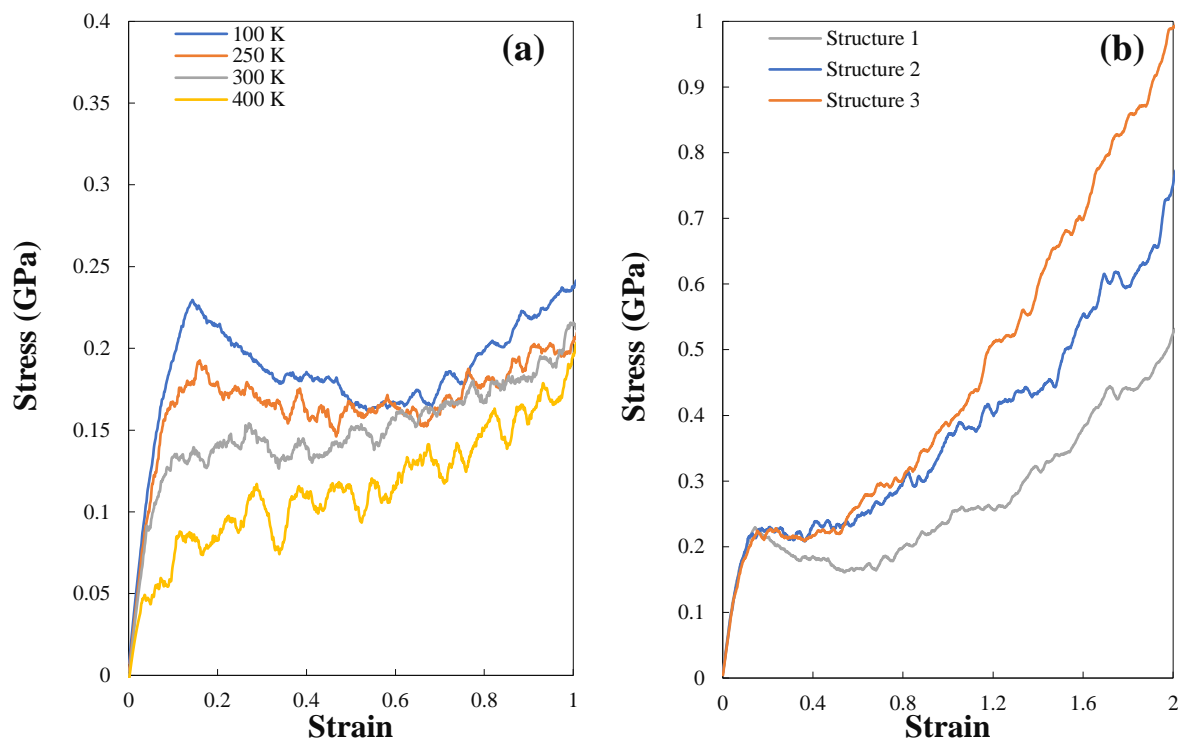 0.4
0.35
0.3
0.25
0.2
0.15
0.1
0.05
0
Stress (GPa)
100 K
250 K
300 K
400 K
(a)
0 0.2 0.4 0.6 0.8 1
Strain
1
0.9
0.8
0.7
0.6
0.5
0.4
0.3
0.2
0.1
0
Stress (GPa)
Structure 1
Structure 2
Structure 3
(b)
0 0.4 0.8 1.2 1.6 2
Strain